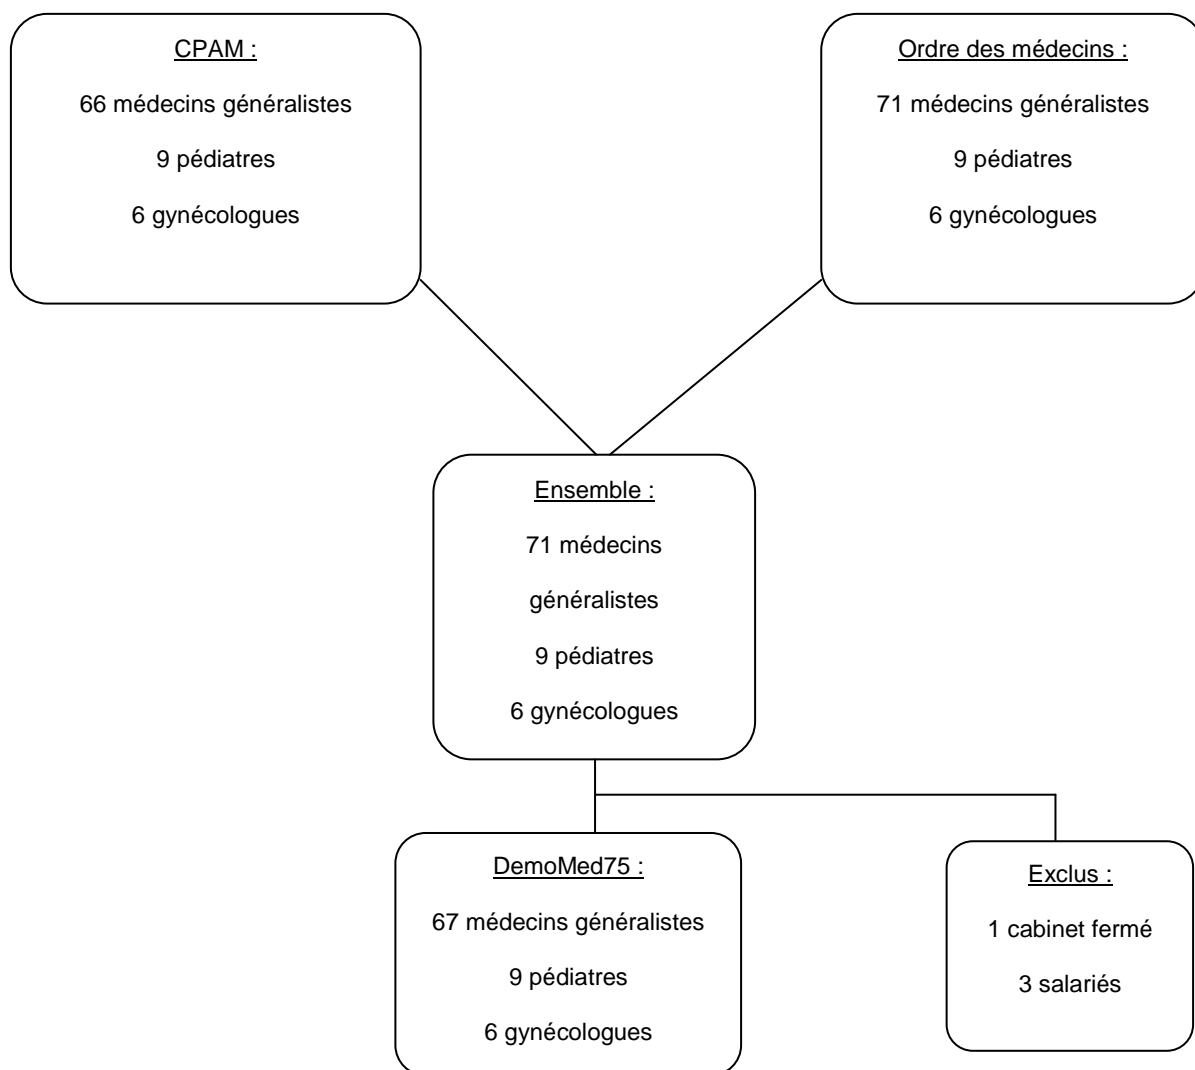 CPAM :
66 médecins généralistes
9 pédiatres
6 gynécologues
Ordre des médecins :
71 médecins généralistes
9 pédiatres
6 gynécologues
Ensemble :
71 médecins
généralistes
9 pédiatres
6 gynécologues
DemoMed75 :
67 médecins généralistes
9 pédiatres
6 gynécologues
Exclus :
1 cabinet fermé
3 salariés